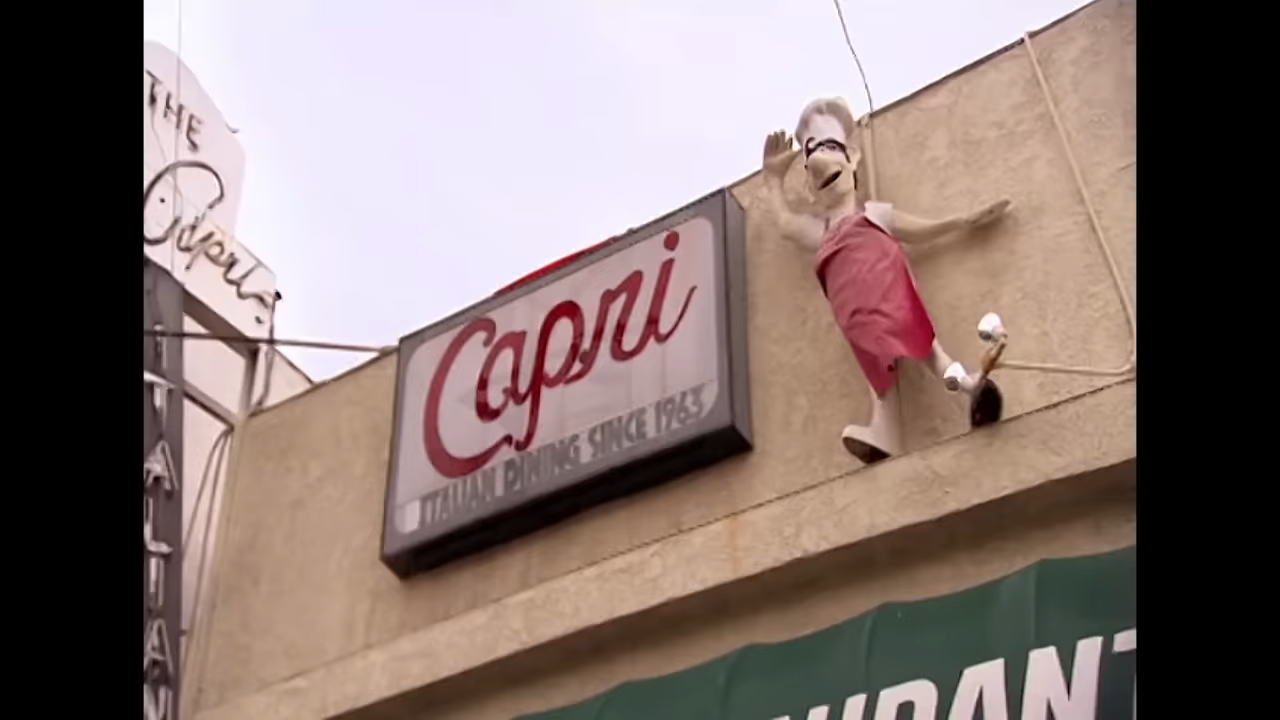 THE
Capri
ITALIAN
Capri
ITALIAN DINING SINCE 1963